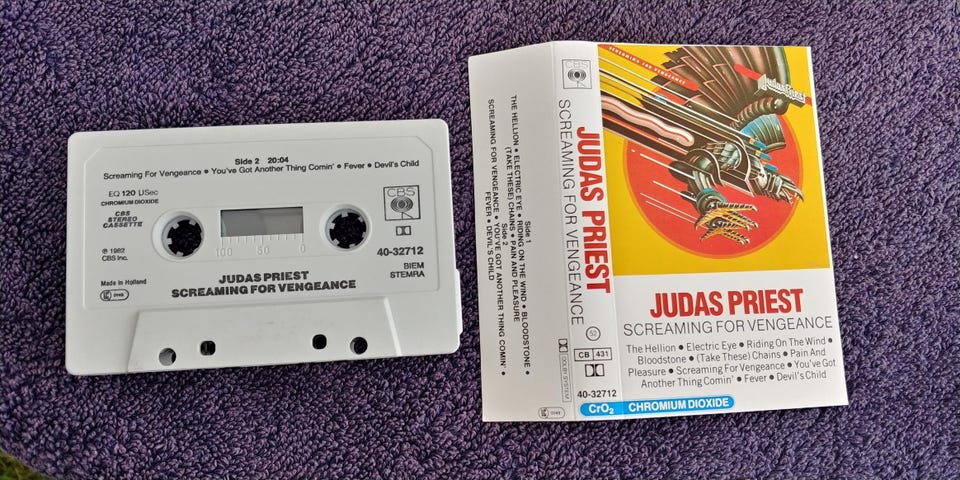 Side 2 20:04
Screaming For Vengeance • You've Got Another Thing Comin' • Fever • Devil's Child
EQ 120 USec
CHROMIUM DIOXIDE
CBS
STEREO
CASSETTE
CBS
℗ 1982
CBS Inc.
100 50 0
40-32712
BIEM
STEMRA
Made in Holland
JUDAS PRIEST
SCREAMING FOR VENGEANCE
Side 1
THE HELLION • ELECTRIC EYE • RIDING ON THE WIND • BLOODSTONE •
(TAKE THESE) CHAINS • PAIN AND PLEASURE
Side 2
SCREAMING FOR VENGEANCE • YOU'VE GOT ANOTHER THING COMIN' •
FEVER • DEVIL'S CHILD
DOLBY SYSTEM
CBS
JUDAS PRIEST
SCREAMING FOR VENGEANCE
52
CB 431
40-32712
SCREAMING FOR VENGEANCE
Judas Priest
JUDAS PRIEST
SCREAMING FOR VENGEANCE
The Hellion • Electric Eye • Riding On The Wind •
Bloodstone • (Take These) Chains • Pain And
Pleasure • Screaming For Vengeance • You've Got
Another Thing Comin' • Fever • Devil's Child
CrO2 CHROMIUM DIOXIDE